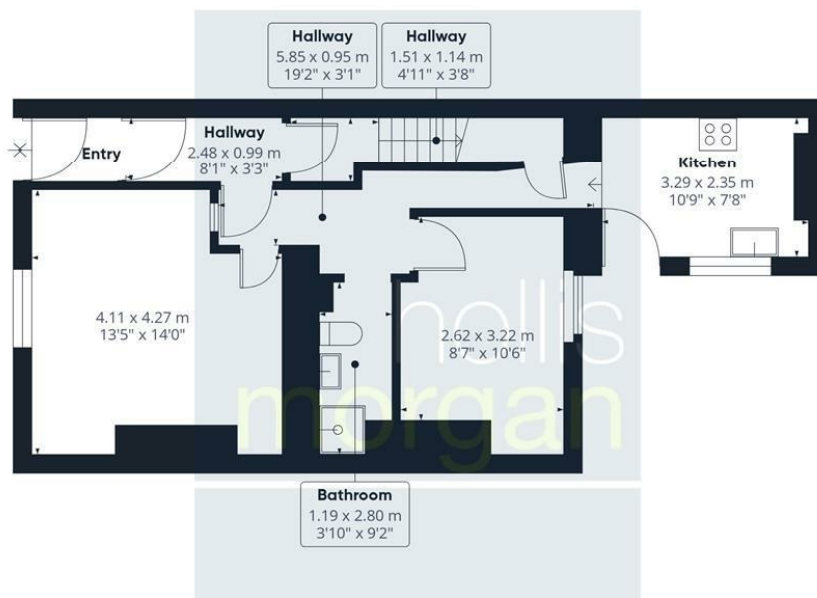 Hallway
5.85 x 0.95 m
19'2" x 3'1"
Hallway
1.51 x 1.14 m
4'11" x 3'8"
Entry
Hallway
2.48 x 0.99 m
8'1" x 3'3"
Kitchen
3.29 x 2.35 m
10'9" x 7'8"
4.11 x 4.27 m
13'5" x 14'0"
2.62 x 3.22 m
8'7" x 10'6"
hollis
morgan
Bathroom
1.19 x 2.80 m
3'10" x 9'2"